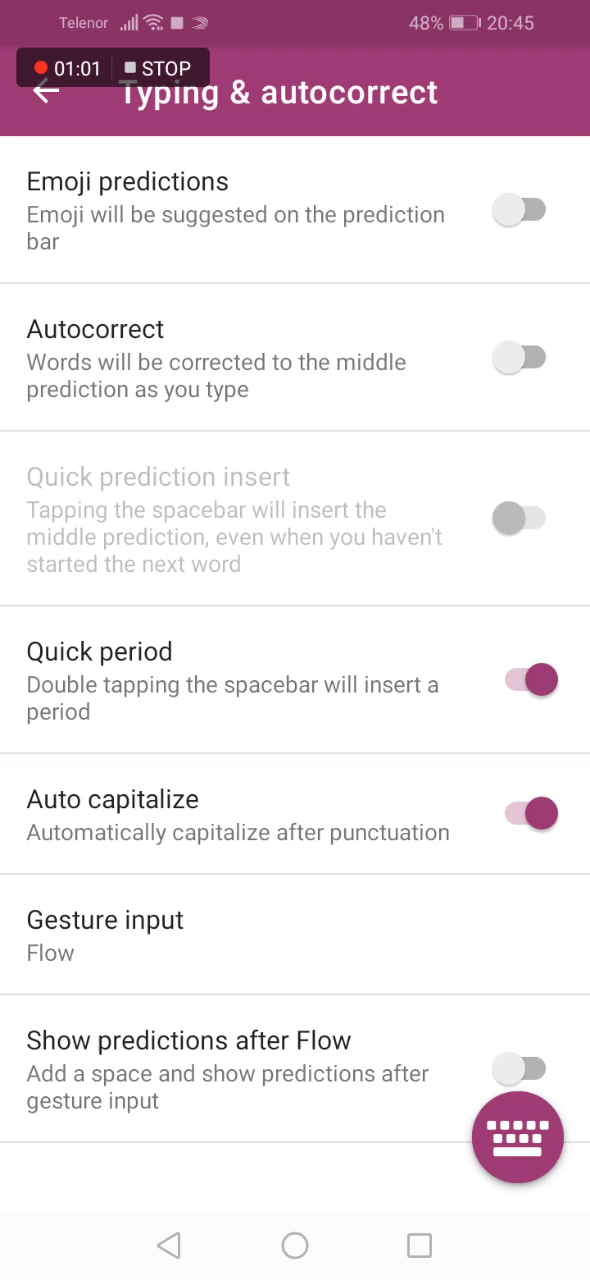 Telenor 48% 20:45
01:01 STOP
Typing & autocorrect
Emoji predictions
Emoji will be suggested on the prediction
bar
Autocorrect
Words will be corrected to the middle
prediction as you type
Quick prediction insert
Tapping the spacebar will insert the
middle prediction, even when you haven't
started the next word
Quick period
Double tapping the spacebar will insert a
period
Auto capitalize
Automatically capitalize after punctuation
Gesture input
Flow
Show predictions after Flow
Add a space and show predictions after
gesture input